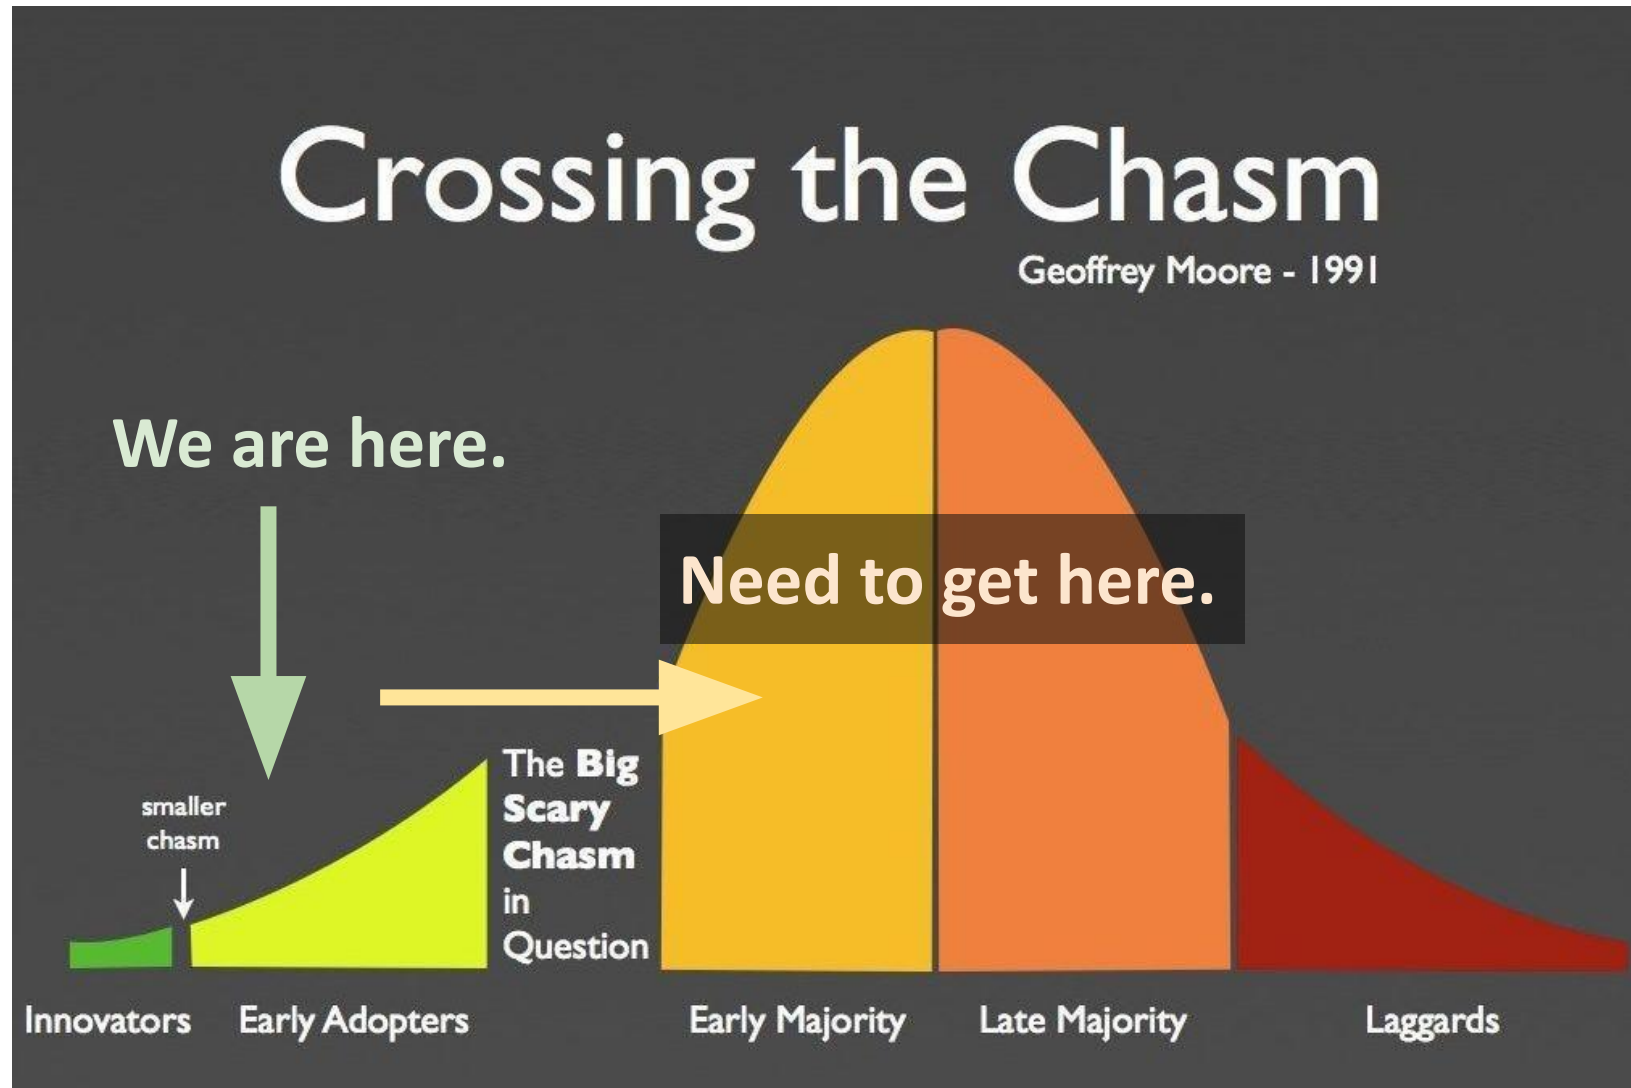 Crossing the Chasm
Geoffrey Moore - 1991
We are here.
Need to get here.
smaller
chasm
The Big
Scary
Chasm
in
Question
Innovators
Early Adopters
Early Majority
Late Majority
Laggards